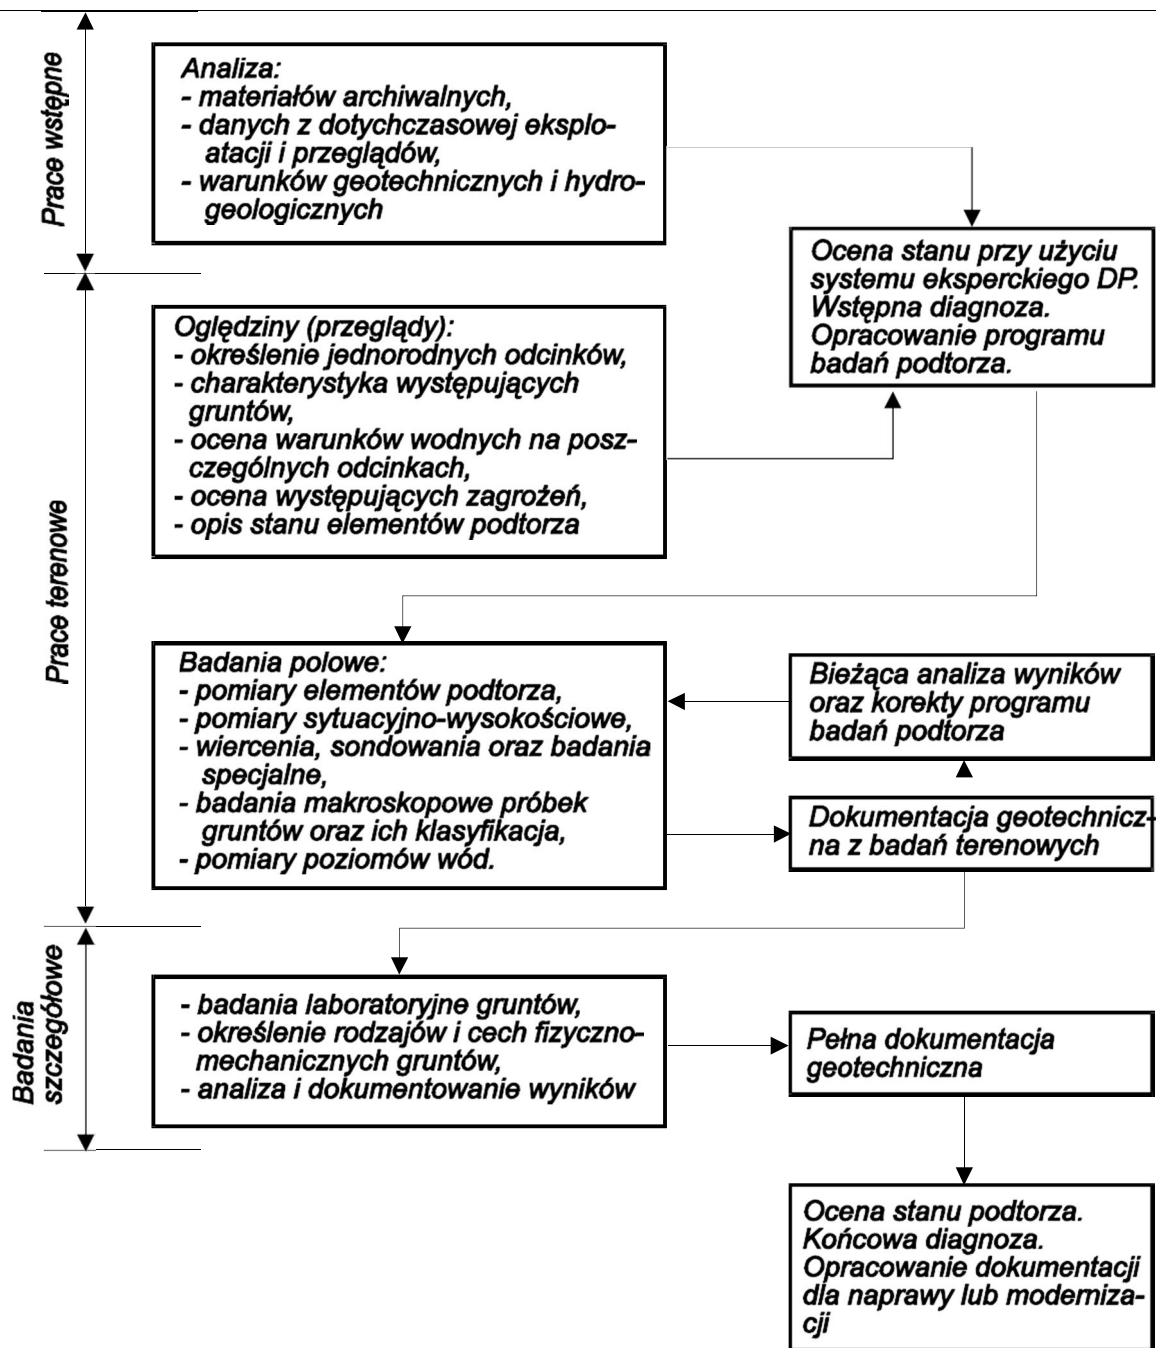 Prace wstępne
Analiza:
- materiałów archiwalnych,
- danych z dotychczasowej eksplo-
atacji i przeglądów,
- warunków geotechnicznych i hydro-
geologicznych
Ocena stanu przy użyciu
systemu eksperckiego DP.
Wstępna diagnoza.
Opracowanie programu
badań podtorza.
Prace terenowe
Oględziny (przeglądy):
- określenie jednorodnych odcinków,
- charakterystyka występujących
gruntów,
- ocena warunków wodnych na posz-
czególnych odcinkach,
- ocena występujących zagrożeń,
- opis stanu elementów podtorza
Badania polowe:
- pomiary elementów podtorza,
- pomiary sytuacyjno-wysokościowe,
- wiercenia, sondowania oraz badania
specjalne,
- badania makroskopowe próbek
gruntów oraz ich klasyfikacja,
- pomiary poziomów wód.
Bieżąca analiza wyników
oraz korekty programu
badań podtorza
Dokumentacja geotechnicz-
na z badań terenowych
Badania
szczegółowe
- badania laboratoryjne gruntów,
- określenie rodzajów i cech fizyczno-
mechanicznych gruntów,
- analiza i dokumentowanie wyników
Pełna dokumentacja
geotechniczna
Ocena stanu podtorza.
Końcowa diagnoza.
Opracowanie dokumentacji
dla naprawy lub moderniza-
cji